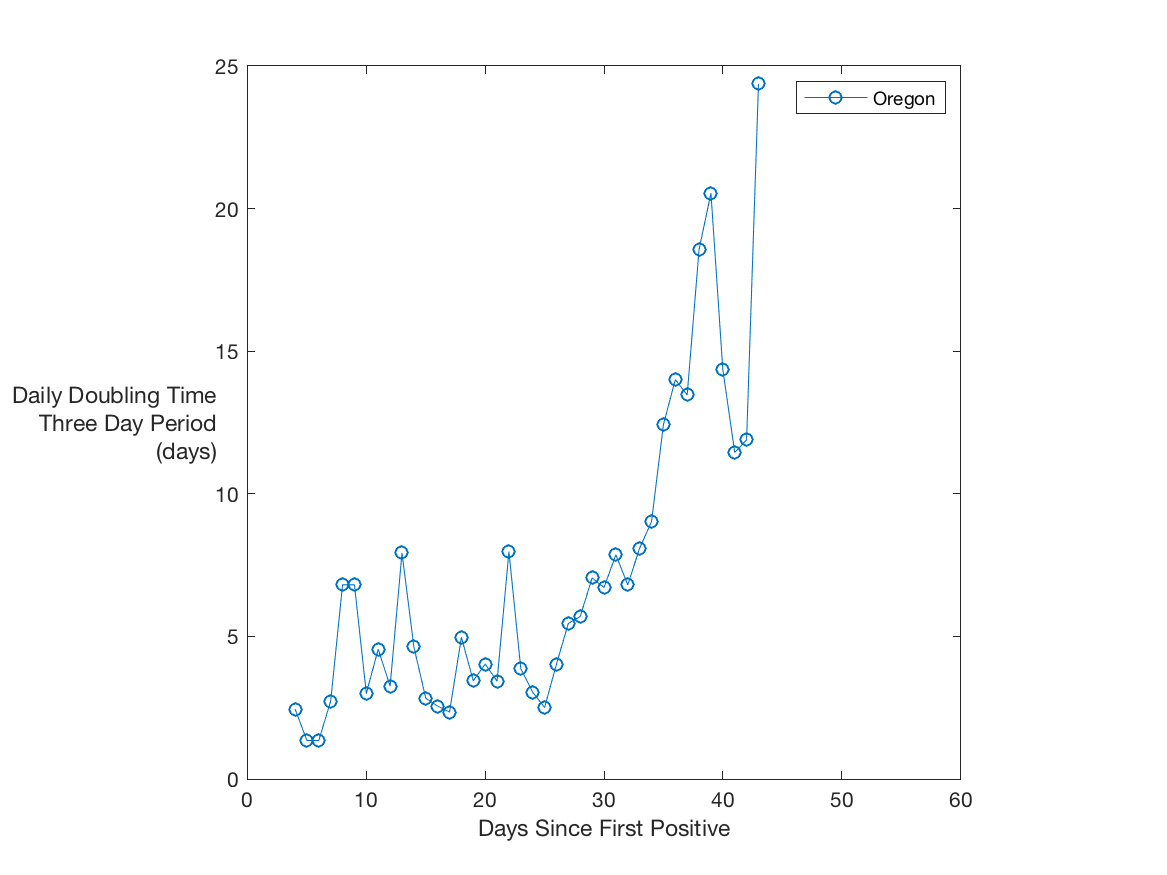 25
20
15
10
5
0
Oregon
Daily Doubling Time
Three Day Period
(days)
0 10 20 30 40 50 60
Days Since First Positive